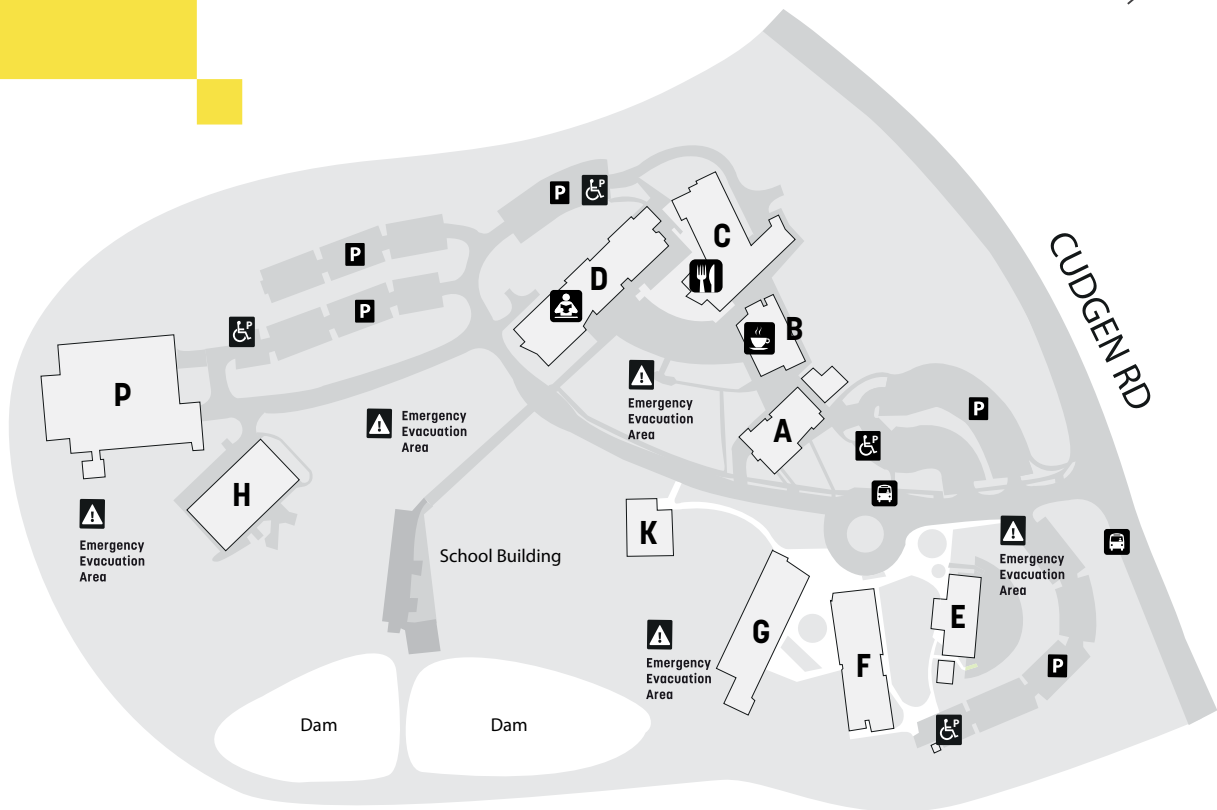 P
P
C
P
D
P
P
P
B
CUDGEN RD
P
Emergency
Evacuation
Area
Emergency
Evacuation
Area
P
A
P
H
K
Emergency
Evacuation
Area
School Building
Emergency
Evacuation
Area
G
E
Emergency
Evacuation
Area
F
P
Dam
Dam
P